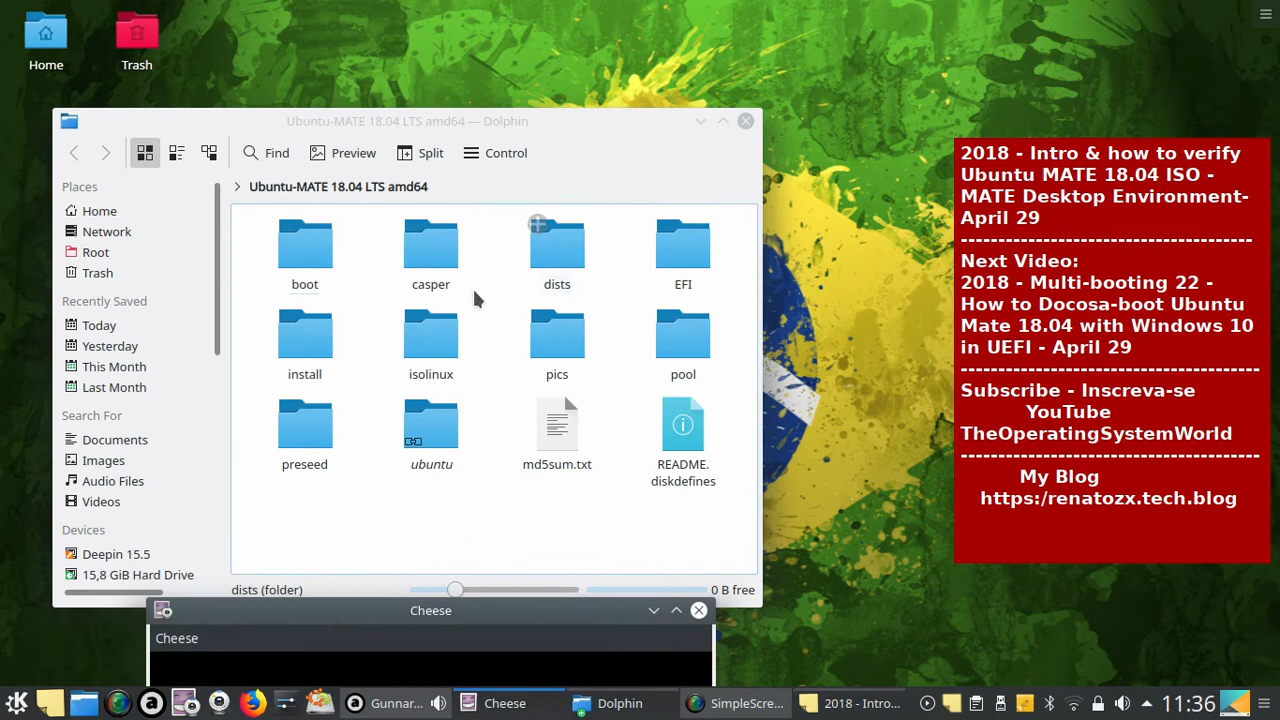 Home
Trash
Ubuntu-MATE 18.04 LTS amd64 — Dolphin
Find
Preview
Split
Control
Places
Home
Network
Root
Trash
Recently Saved
Today
Yesterday
This Month
Last Month
Search For
Documents
Images
Audio Files
Videos
Devices
Deepin 15.5
15,8 GiB Hard Drive
Ubuntu-MATE 18.04 LTS amd64
boot
casper
dists
EFI
install
isolinux
pics
pool
preseed
ubuntu
md5sum.txt
README.
diskdefines
dists (folder)
0 B free
Cheese
Cheese
2018 - Intro & how to verify
Ubuntu MATE 18.04 ISO -
MATE Desktop Environment-
April 29
---------------------------------------
Next Video:
2018 - Multi-booting 22 -
How to Docosa-boot Ubuntu
Mate 18.04 with Windows 10
in UEFI - April 29
----------------------------------------
Subscribe - Inscreva-se
YouTube
TheOperatingSystemWorld
----------------------------------------
My Blog
https:/renatozx.tech.blog
Gunnar...
Cheese
Dolphin
SimpleScre...
2018 - Intro...
11:36